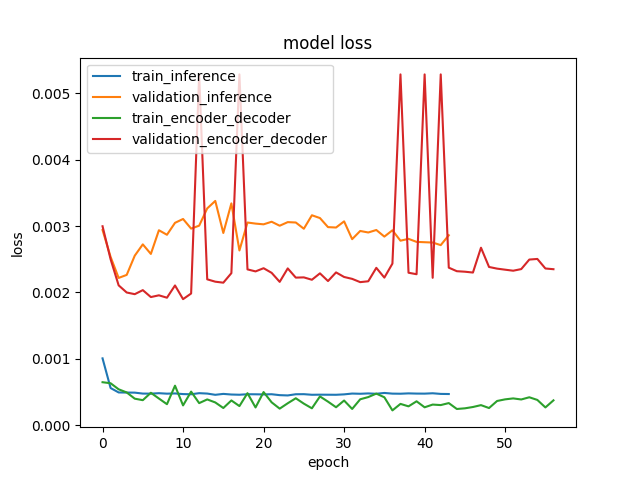 model loss
train_inference
validation_inference
train_encoder_decoder
validation_encoder_decoder
0.005
0.004
0.003
0.002
0.001
0.000
loss
0 10 20 30 40 50
epoch